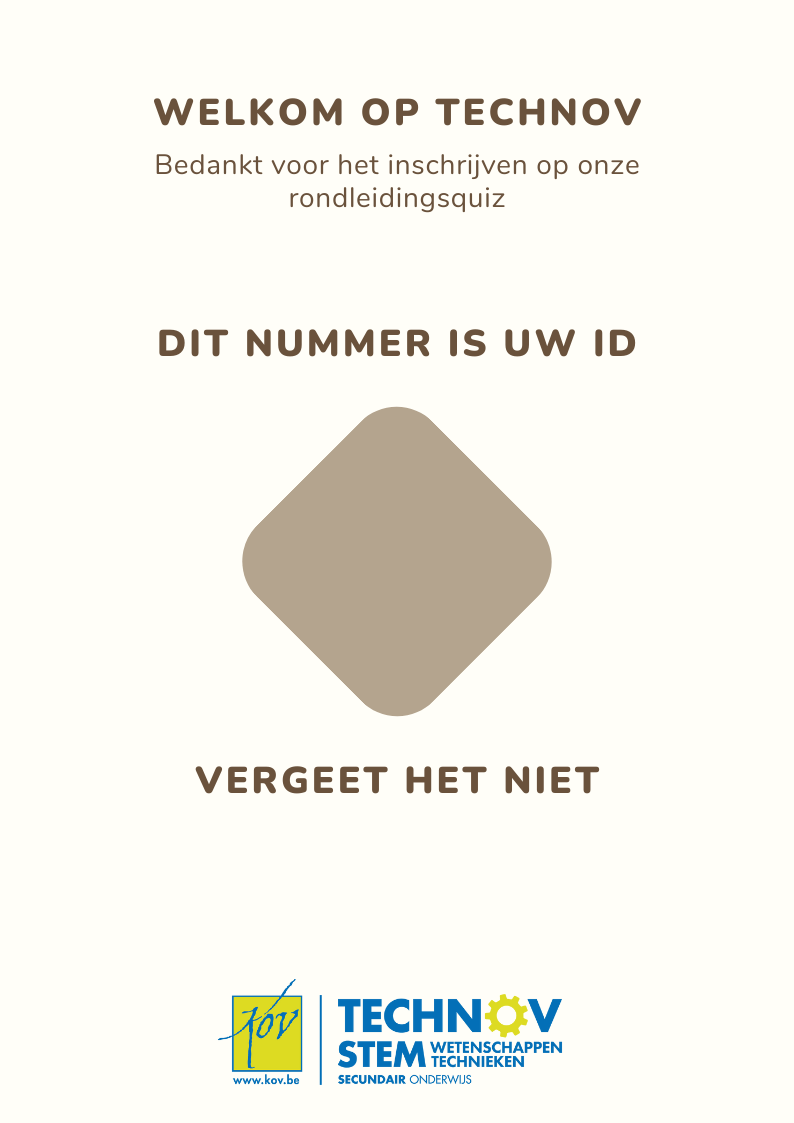 WELKOM OP TECHNOV
Bedankt voor het inschrijven op onze
rondleidingsquiz
DIT NUMMER IS UW ID
VERGEET HET NIET
kov
www.kov.be
TECHNOV
STEM WETENSCHAPPEN
TECHNIEKEN
SECUNDAIR ONDERWIJS